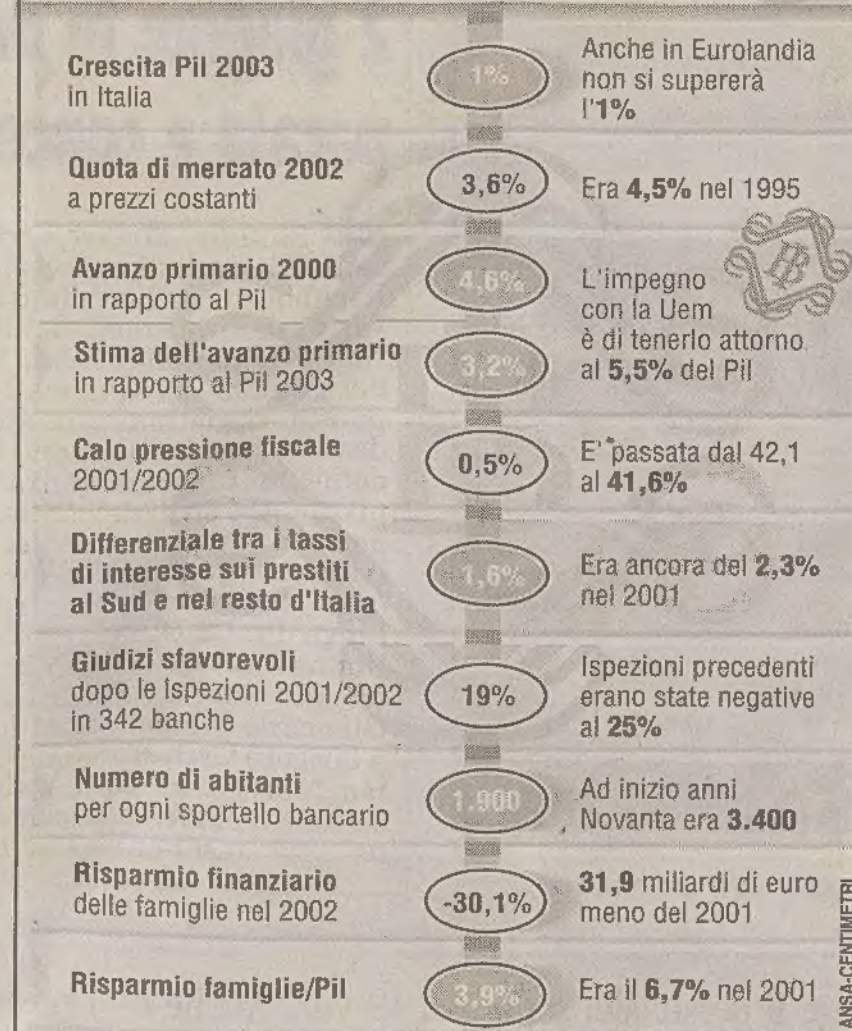 Crescita Pil 2003
in Italia
1%
Anche in Eurolandia
non si supererà
l'1%
Quota di mercato 2002
a prezzi costanti
3,6%
Era 4,5% nel 1995
Avanzo primario 2000
in rapporto al Pil
4,6%
Stima dell'avanzo primario
in rapporto al Pil 2003
3,2%
L'impegno
con la Uem
è di tenerlo attorno
al 5,5% del Pil
Calo pressione fiscale
2001/2002
0,5%
E' passata dal 42,1
al 41,6%
Differenziale tra i tassi
di interesse sui prestiti
al Sud e nel resto d'Italia
1,6%
Era ancora del 2,3%
nel 2001
Giudizi sfavorevoli
dopo le ispezioni 2001/2002
in 342 banche
19%
Ispezioni precedenti
erano state negative
al 25%
Numero di abitanti
per ogni sportello bancario
1.900
Ad inizio anni
Novanta era 3.400
Risparmio finanziario
delle famiglie nel 2002
-30,1%
31,9 miliardi di euro
meno del 2001
Risparmio famiglie/Pil
3,9%
Era il 6,7% nel 2001
ANSA-CENTIMETRI